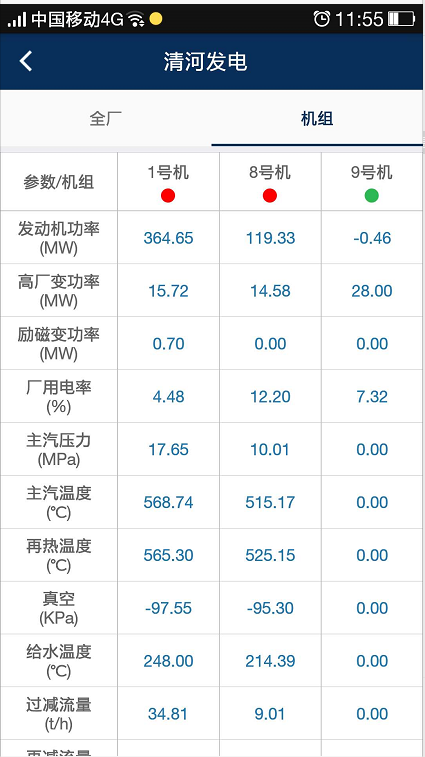 中国移动4G 11:55
清河发电
全厂 机组
参数/机组 1号机 8号机 9号机
发动机功率
(MW) 364.65 119.33 -0.46
高厂变功率
(MW) 15.72 14.58 28.00
励磁变功率
(MW) 0.70 0.00 0.00
厂用电率
(%) 4.48 12.20 7.32
主汽压力
(MPa) 17.65 10.01 0.00
主汽温度
(℃) 568.74 515.17 0.00
再热温度
(℃) 565.30 525.15 0.00
真空
(KPa) -97.55 -95.30 0.00
给水温度
(℃) 248.00 214.39 0.00
过减流量
(t/h) 34.81 9.01 0.00
再减流量